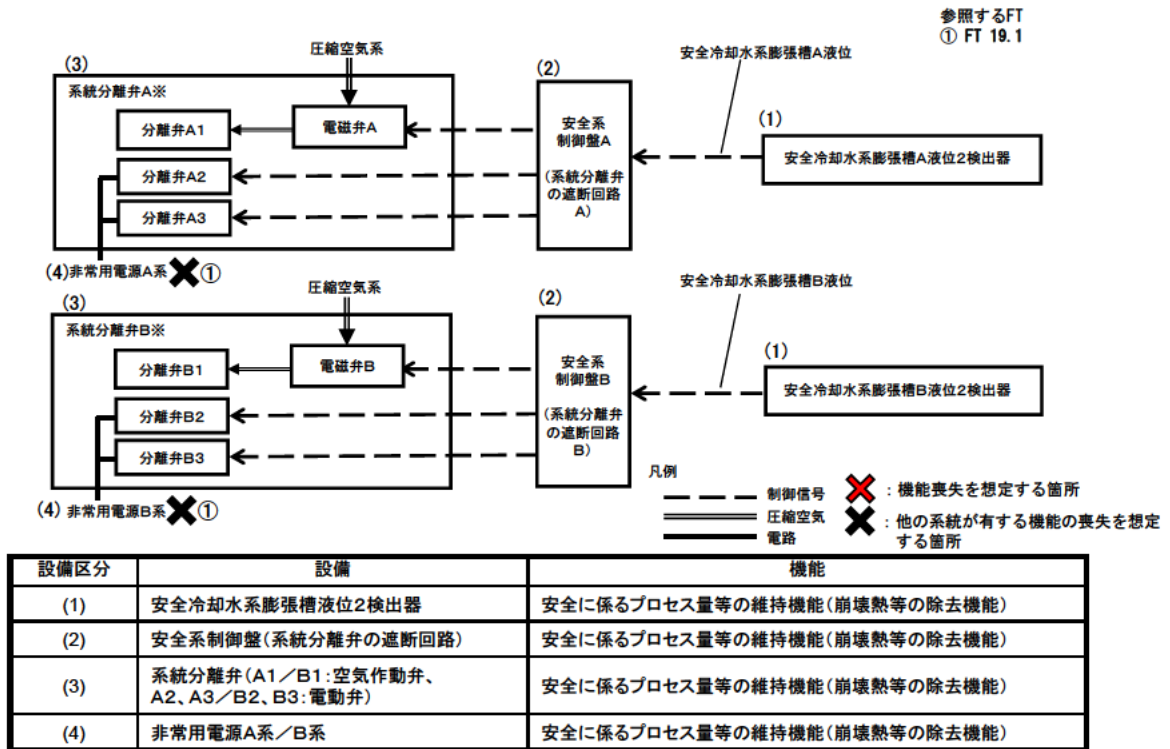 参照するFT
① FT 19.1
圧縮空気系
安全冷却水系膨張槽A液位
(3)
(2)
系統分離弁A※
(1)
分離弁A1
電磁弁A
安全系
制御盤A
安全冷却水系膨張槽A液位2検出器
分離弁A2
(系統分離弁
の遮断回路
A)
分離弁A3
(4)非常用電源A系
①
圧縮空気系
安全冷却水系膨張槽B液位
(3)
(2)
系統分離弁B※
(1)
分離弁B1
電磁弁B
安全系
制御盤B
安全冷却水系膨張槽B液位2検出器
分離弁B2
(系統分離弁
の遮断回路
B)
分離弁B3
(4) 非常用電源B系
①
凡例
制御信号
圧縮空気
電路
：機能喪失を想定する箇所
：他の系統が有する機能の喪失を想定
する箇所
設備区分 設備 機能
(1) 安全冷却水系膨張槽液位2検出器 安全に係るプロセス量等の維持機能(崩壊熱等の除去機能)
(2) 安全系制御盤(系統分離弁の遮断回路) 安全に係るプロセス量等の維持機能(崩壊熱等の除去機能)
(3) 系統分離弁(A1／B1:空気作動弁、
A2、A3／B2、B3:電動弁) 安全に係るプロセス量等の維持機能(崩壊熱等の除去機能)
(4) 非常用電源A系／B系 安全に係るプロセス量等の維持機能(崩壊熱等の除去機能)